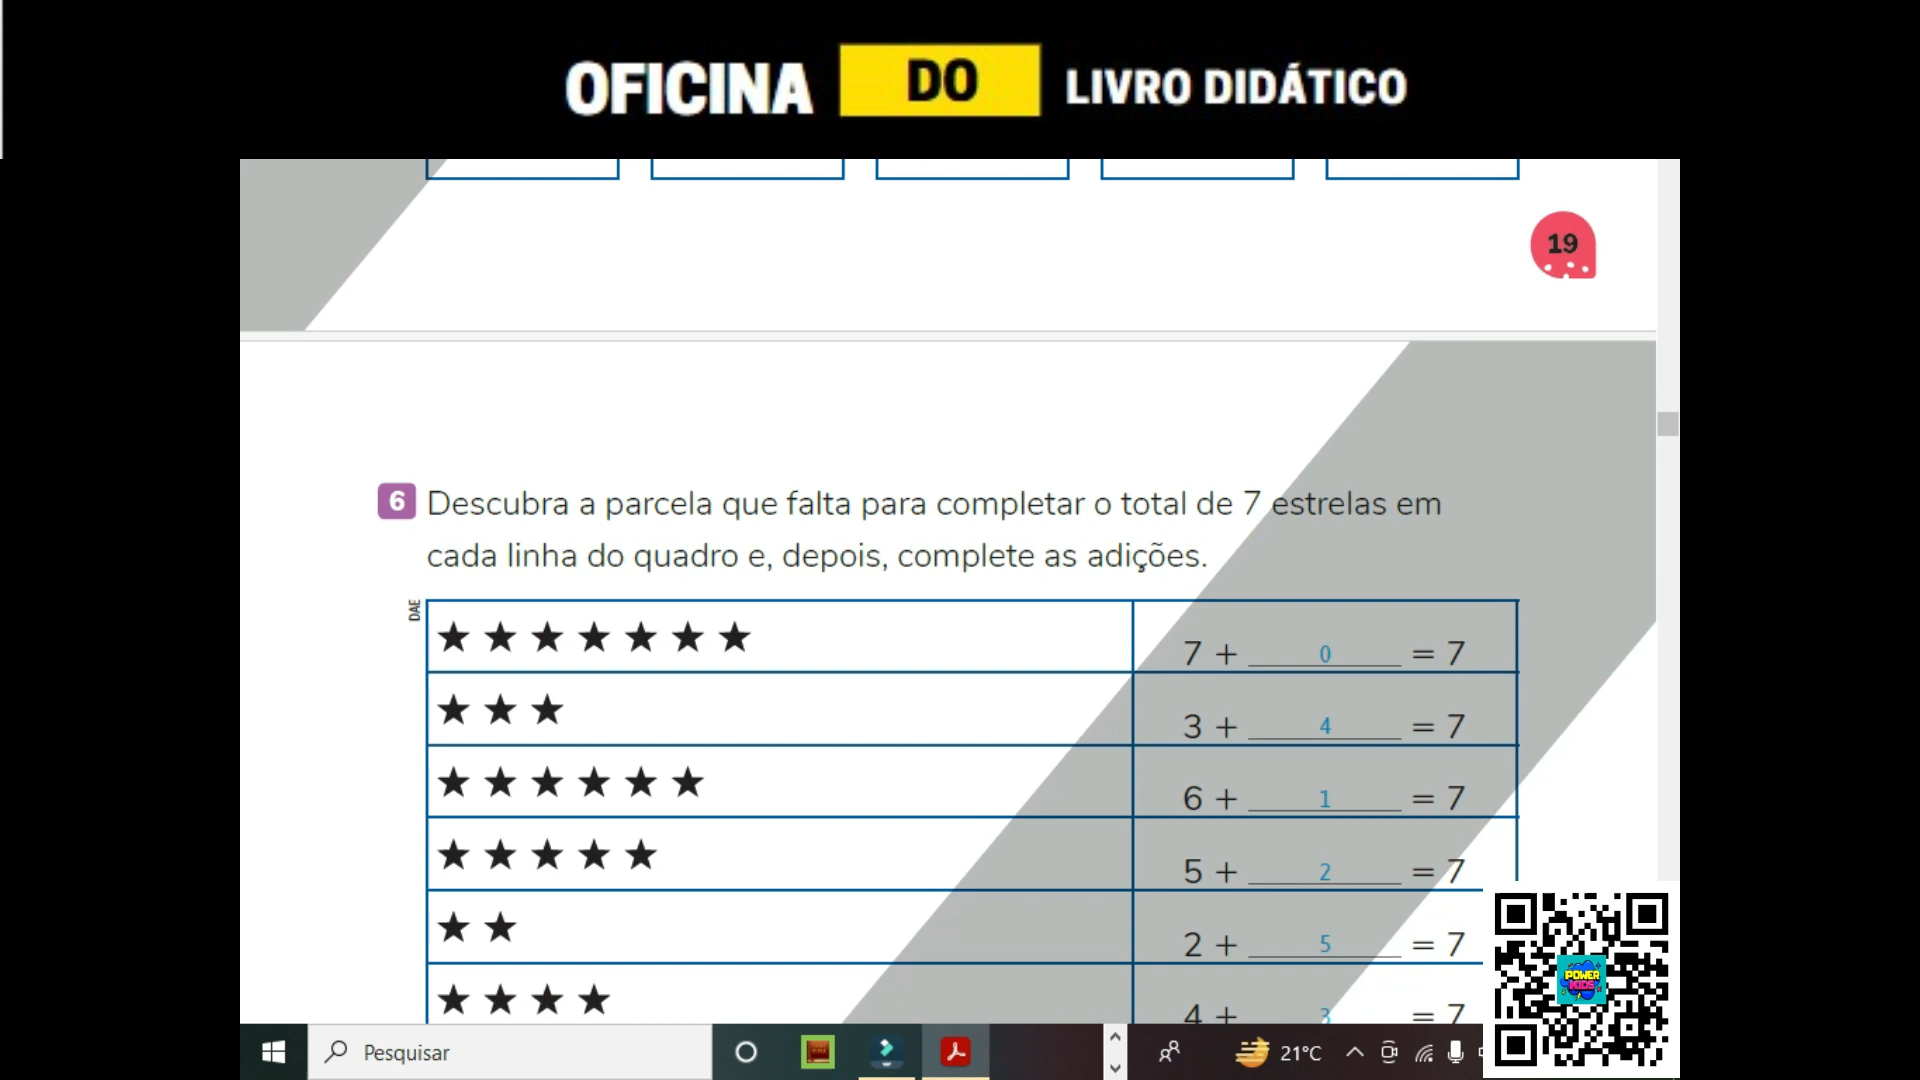 OFICINA DO LIVRO DIDÁTICO
19
6 Descubra a parcela que falta para completar o total de 7 estrelas em
cada linha do quadro e, depois, complete as adições.
DAE
7 + 0 = 7
3 + 4 = 7
6 + 1 = 7
5 + 2 = 7
2 + 5 = 7
4 + 3 = 7
POWER
KIDS
Pesquisar
21°C